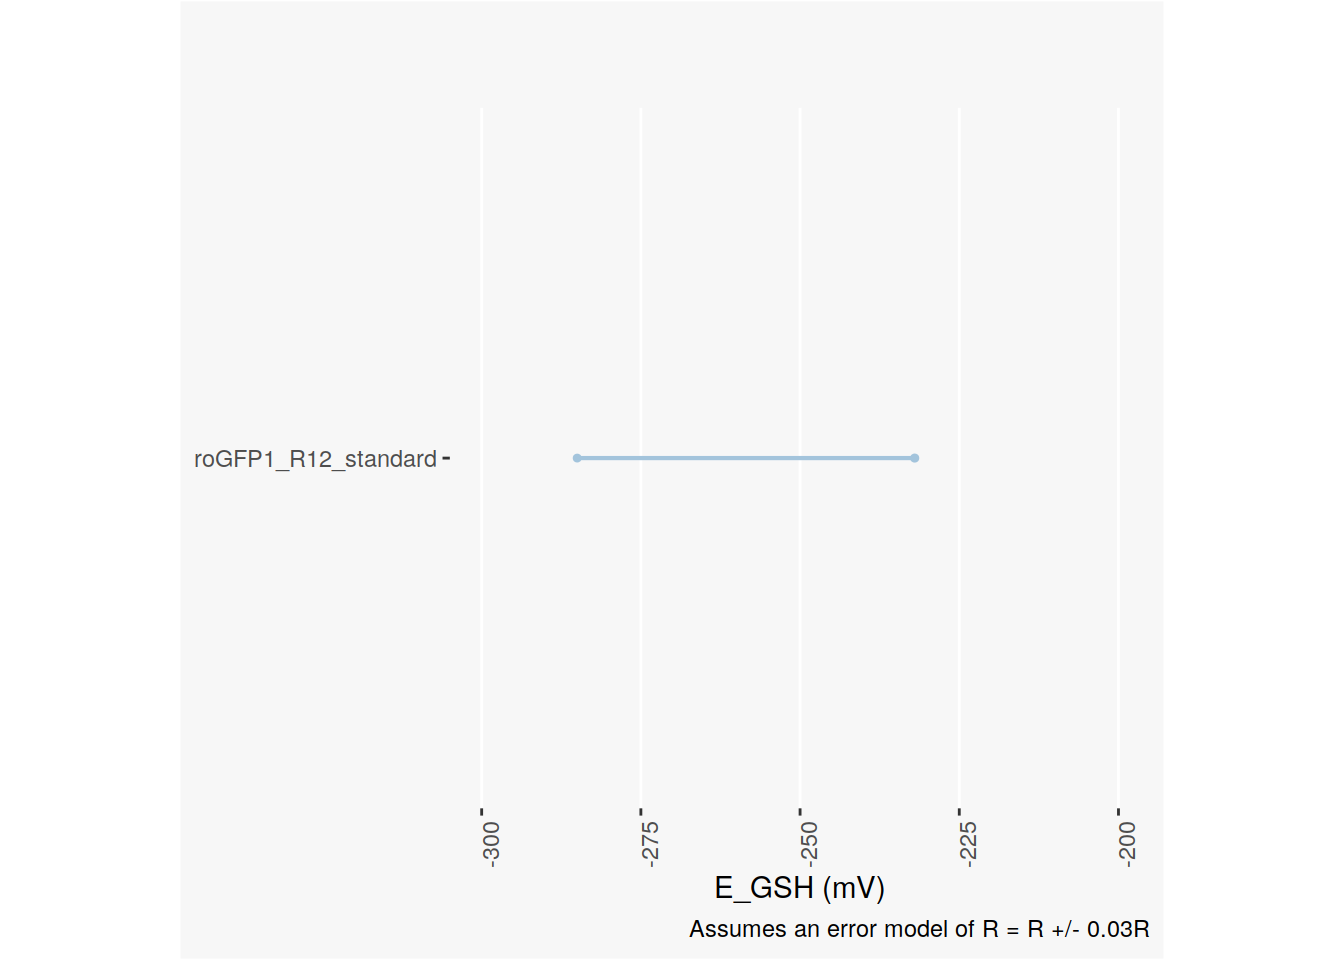 roGFP1_R12_standard
-300
-275
-250
-225
-200
E_GSH (mV)
Assumes an error model of R = R +/- 0.03R